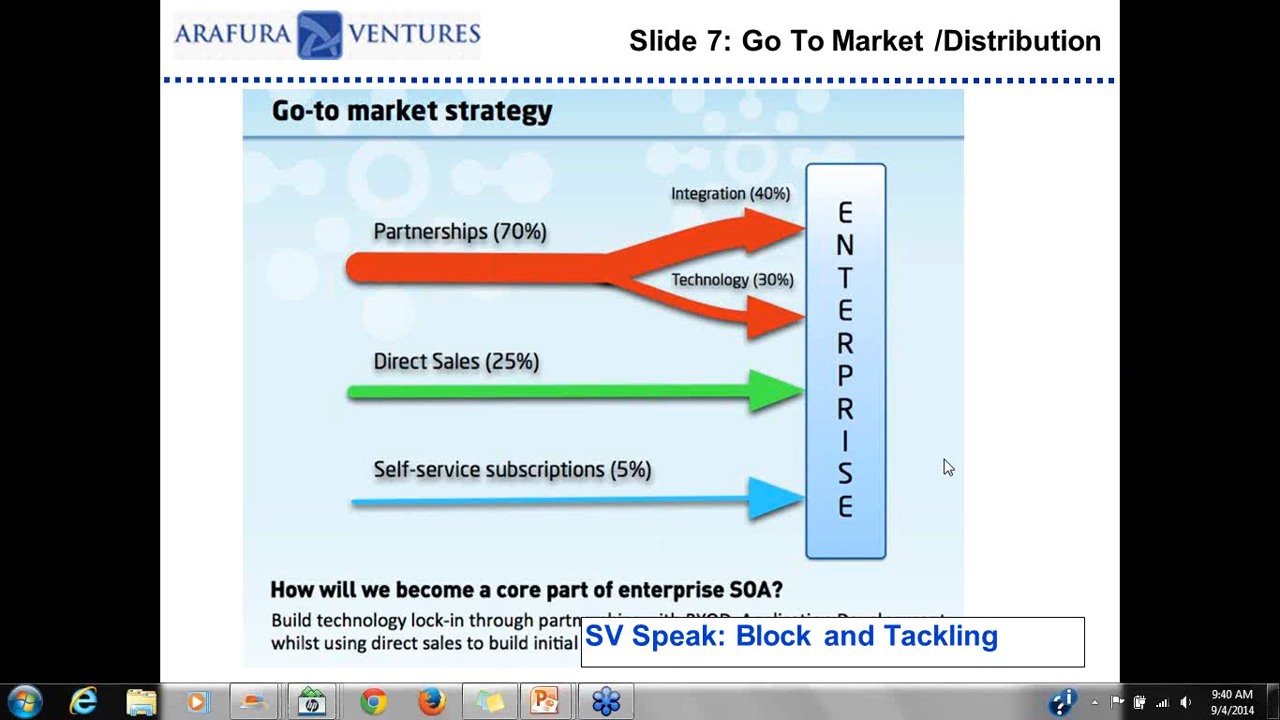 ARAFURA VENTURES
Slide 7: Go To Market /Distribution
Go-to market strategy
Integration (40%)
Partnerships (70%)
Technology (30%)
Direct Sales (25%)
Self-service subscriptions (5%)
ENTERPRISE
How will we become a core part of enterprise SOA?
Build technology lock-in through
whilst using direct sales to build initial
SV Speak: Block and Tackling
hp
9:40 AM
9/4/2014